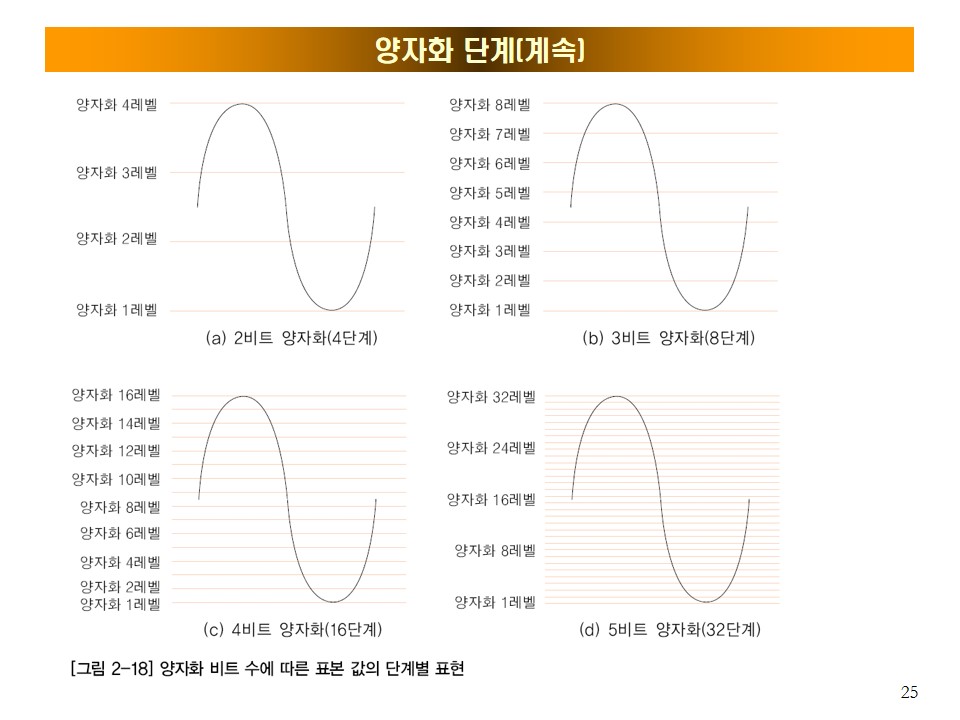 양자화 단계(계속)
양자화 4레벨
양자화 3레벨
양자화 2레벨
양자화 1레벨
(a) 2비트 양자화(4단계)
양자화 8레벨
양자화 7레벨
양자화 6레벨
양자화 5레벨
양자화 4레벨
양자화 3레벨
양자화 2레벨
양자화 1레벨
(b) 3비트 양자화(8단계)
양자화 16레벨
양자화 14레벨
양자화 12레벨
양자화 10레벨
양자화 8레벨
양자화 6레벨
양자화 4레벨
양자화 2레벨
양자화 1레벨
(c) 4비트 양자화(16단계)
양자화 32레벨
양자화 24레벨
양자화 16레벨
양자화 8레벨
양자화 1레벨
(d) 5비트 양자화(32단계)
[그림 2-18] 양자화 비트 수에 따른 표본 값의 단계별 표현
25